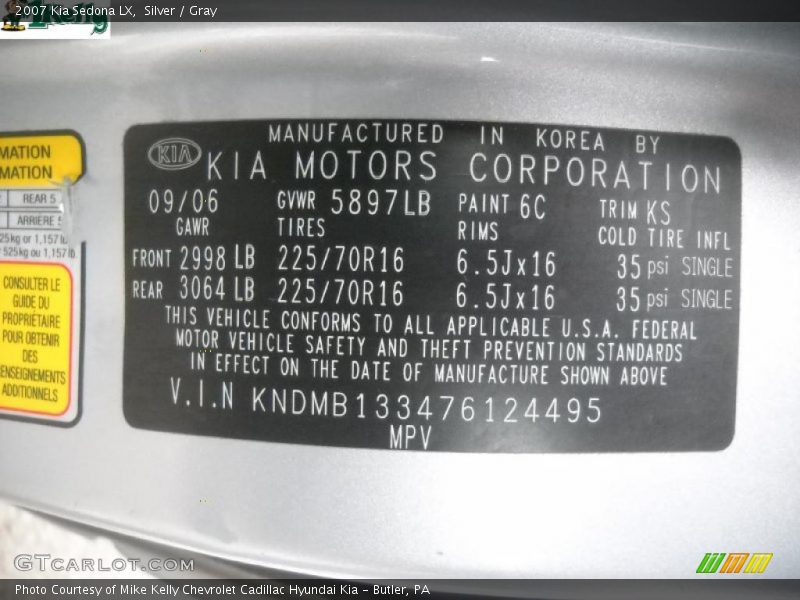 2007 Kia Sedona LX, Silver / Gray
Kelly
MATION
MATION
REAR 5
ARRIÈRE 5
525kg or 1,157 lb
525kg ou 1,157 lb
CONSULTER LE
GUIDE DU
PROPRIÉTAIRE
POUR OBTENIR
DES
RENSEIGNEMENTS
ADDITIONNELS
MANUFACTURED IN KOREA BY
KIA KIA MOTORS CORPORATION
09/06 GVWR 5897LB PAINT 6C TRIM KS
GAWR TIRES RIMS COLD TIRE INFL
FRONT 2998 LB 225/70R16 6.5Jx16 35 psi SINGLE
REAR 3064 LB 225/70R16 6.5Jx16 35 psi SINGLE
THIS VEHICLE CONFORMS TO ALL APPLICABLE U.S.A. FEDERAL
MOTOR VEHICLE SAFETY AND THEFT PREVENTION STANDARDS
IN EFFECT ON THE DATE OF MANUFACTURE SHOWN ABOVE
V.I.N KNDMB133476124495
MPV
GTcarlot.com
Photo Courtesy of Mike Kelly Chevrolet Cadillac Hyundai Kia – Butler, PA